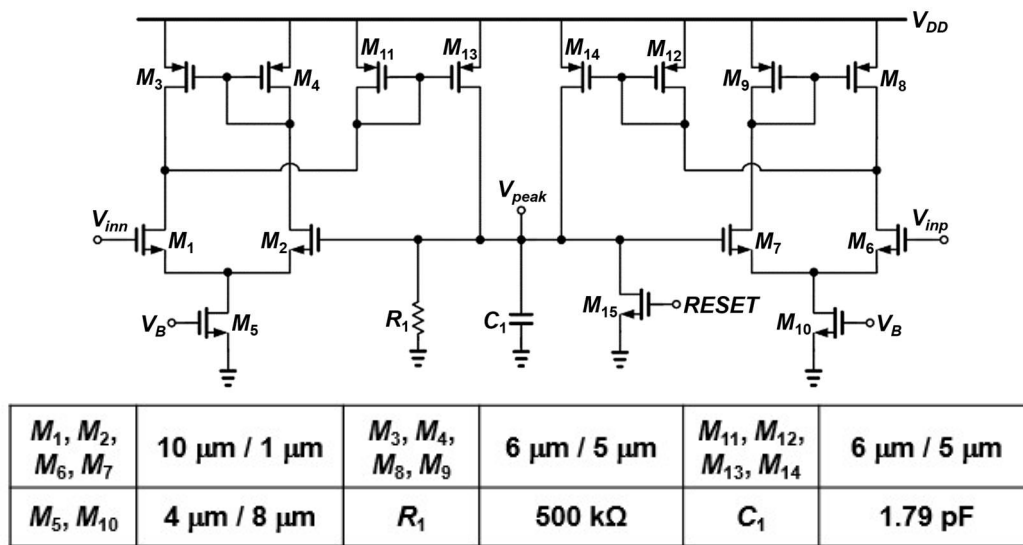 V_DD
M_3
M_4
M_11
M_13
M_14
M_12
M_9
M_8
V_peak
V_inn
M_1
M_2
M_7
M_6
V_inp
V_B
M_5
R_1
C_1
M_15
RESET
M_10
V_B
M_1, M_2, M_6, M_7
10 μm / 1 μm
M_3, M_4, M_8, M_9
6 μm / 5 μm
M_11, M_12, M_13, M_14
6 μm / 5 μm
M_5, M_10
4 μm / 8 μm
R_1
500 kΩ
C_1
1.79 pF